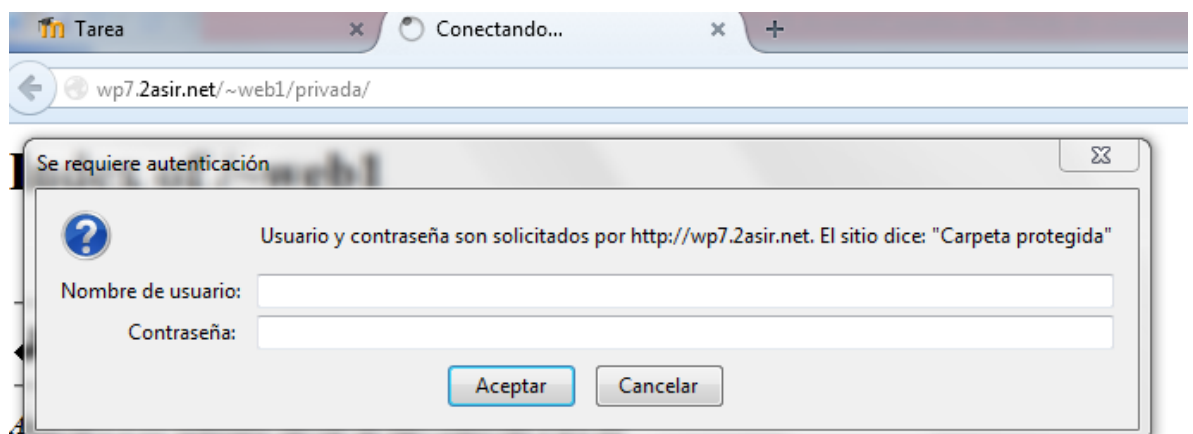 Tarea
Conectando...
wp7.2asir.net/~web1/privada/
Se requiere autenticación
Usuario y contraseña son solicitados por http://wp7.2asir.net. El sitio dice: "Carpeta protegida"
Nombre de usuario:
Contraseña:
Aceptar
Cancelar